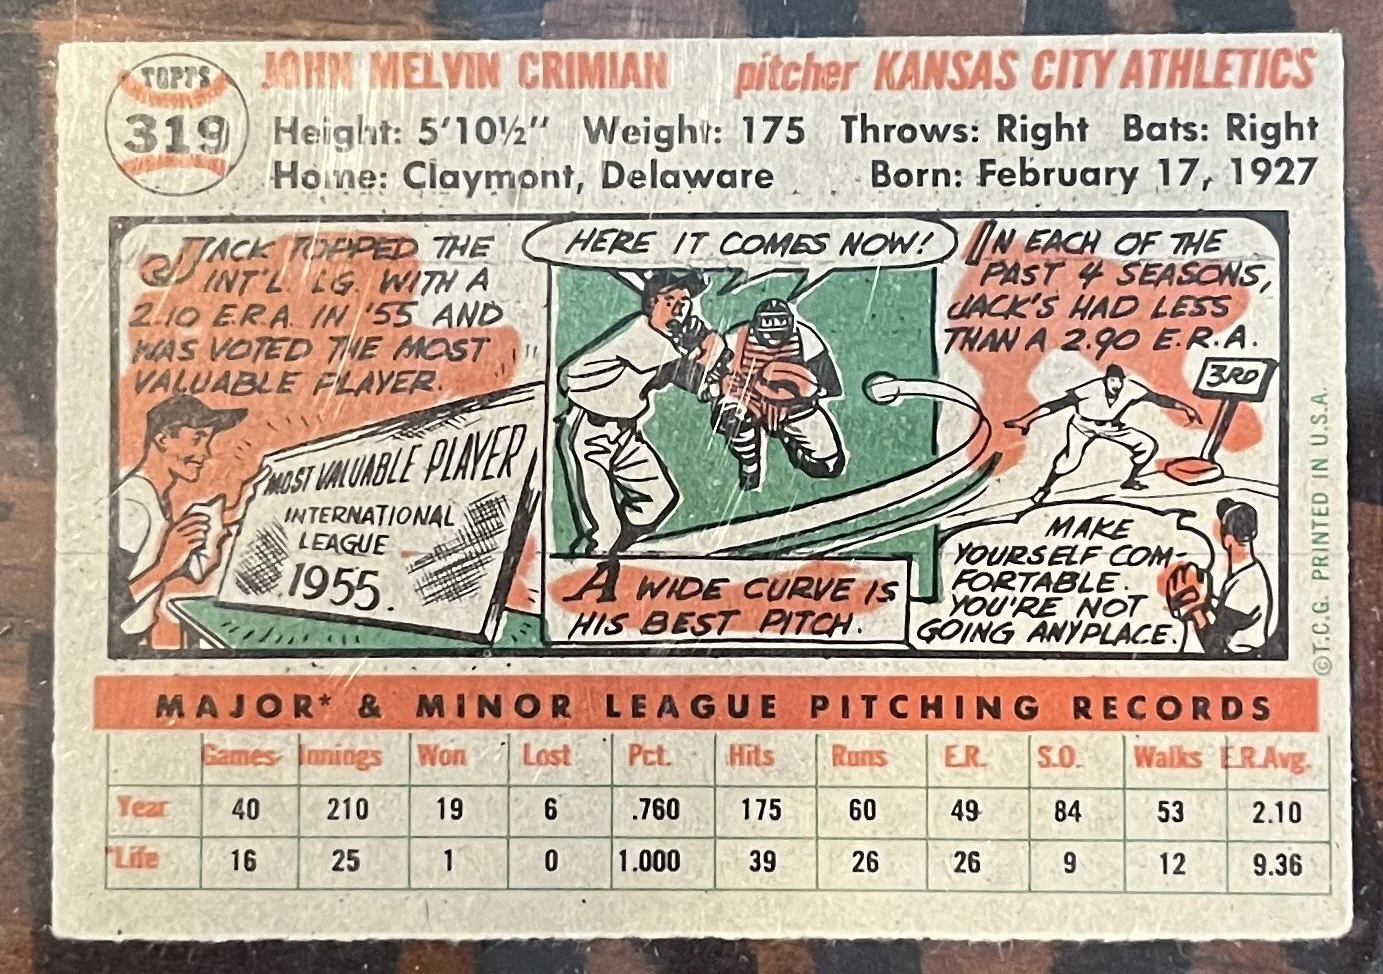 TOPPS
319
JOHN MELVIN CRIMIAN pitcher KANSAS CITY ATHLETICS
Height: 5'10½" Weight: 175 Throws: Right Bats: Right
Home: Claymont, Delaware Born: February 17, 1927
JACK TOPPED THE
INT'L. LG. WITH A
2.10 E.R.A. IN '55 AND
WAS VOTED THE MOST
VALUABLE PLAYER.
MOST VALUABLE PLAYER
INTERNATIONAL
LEAGUE
1955.
HERE IT COMES NOW!
A WIDE CURVE IS
HIS BEST PITCH.
IN EACH OF THE
PAST 4 SEASONS,
JACK'S HAD LESS
THAN A 2.90 E.R.A.
3RD
MAKE
YOURSELF COM-
FORTABLE.
YOU'RE NOT
GOING ANYPLACE.
©T.C.G. PRINTED IN U.S.A.
MAJOR* & MINOR LEAGUE PITCHING RECORDS
Games Innings Won Lost Pct. Hits Runs E.R. S.O. Walks E.R.Avg.
Year 40 210 19 6 .760 175 60 49 84 53 2.10
*Life 16 25 1 0 1.000 39 26 26 9 12 9.36